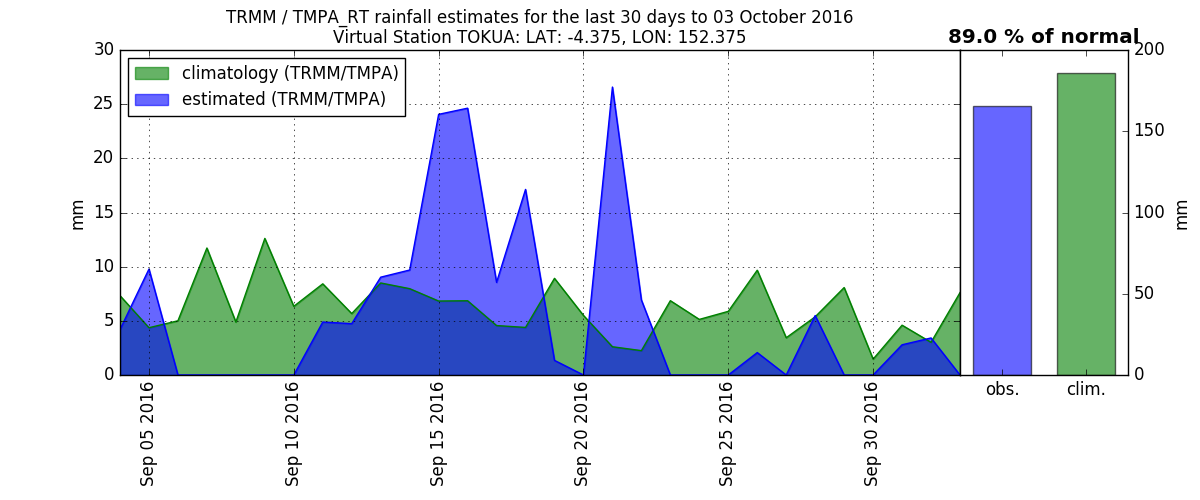 TRMM / TMPA_RT rainfall estimates for the last 30 days to 03 October 2016
Virtual Station TOKUA: LAT: -4.375, LON: 152.375
89.0 % of normal
climatology (TRMM/TMPA)
estimated (TRMM/TMPA)
30
25
20
15
10
5
0
mm
Sep 05 2016
Sep 10 2016
Sep 15 2016
Sep 20 2016
Sep 25 2016
Sep 30 2016
obs.
clim.
200
150
100
50
0
mm